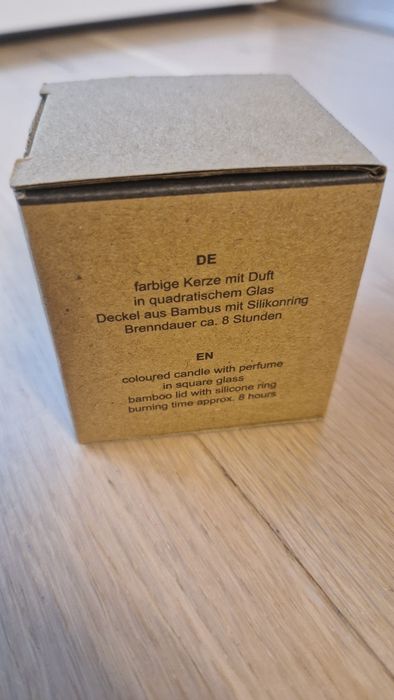 DE
farbige Kerze mit Duft
in quadratischem Glas
Deckel aus Bambus mit Silikonring
Brenndauer ca. 8 Stunden
EN
coloured candle with perfume
in square glass
bamboo lid with silicone ring
burning time approx. 8 hours